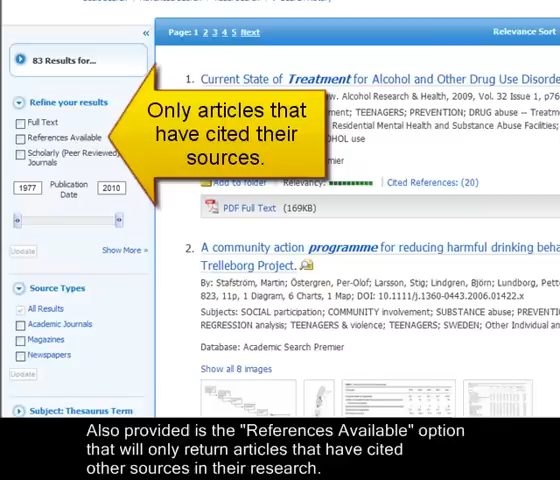 Page: 1 2 3 4 5 Next
Relevance Sort
«
83 Results for...
Refine your results
Full Text
References Available
Scholarly (Peer Reviewed)
Journals
1977 Publication Date 2010
Update
Show More »
Source Types
All Results
Academic Journals
Magazines
Newspapers
Update
Subject: Thesaurus Term
Only articles that
have cited their
sources.
1. Current State of Treatment for Alcohol and Other Drug Use Disorde
Alcohol Research & Health, 2009, Vol. 32 Issue 1, p76
TEENAGERS; PREVENTION; DRUG abuse -- Treatm
Residential Mental Health and Substance Abuse Facilities;
HOL use
Add to folder Relevancy: Cited References: (20)
PDF Full Text (169KB)
2. A community action programme for reducing harmful drinking beha
Trelleborg Project.
By: Stafström, Martin; Östergren, Per-Olof; Larsson, Stig; Lindgren, Björn; Lundborg, Pett
823, 11p, 1 Diagram, 6 Charts, 1 Map; DOI: 10.1111/j.1360-0443.2006.01422.x
Subjects: SOCIAL participation; COMMUNITY involvement; SUBSTANCE abuse; PREVENTI
REGRESSION analysis; TEENAGERS & violence; TEENAGERS; SWEDEN; Other Individual an
Database: Academic Search Premier
Show all 8 images
Also provided is the "References Available" option
that will only return articles that have cited
other sources in their research.